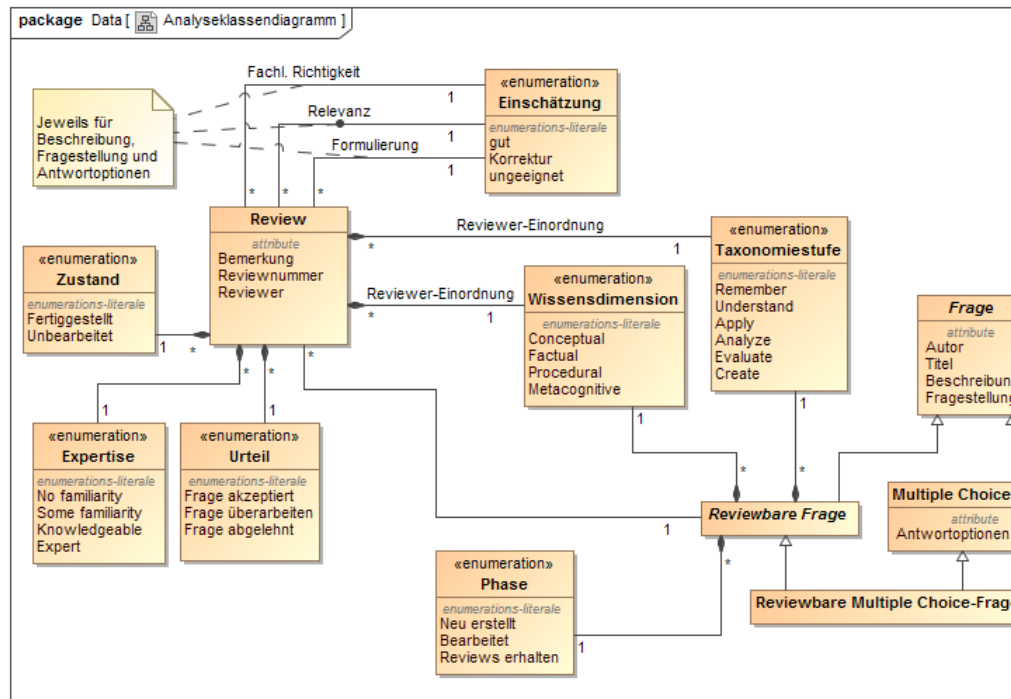 package Data [ Analyseklassendiagramm ]
Fachl. Richtigkeit
1
*
Relevanz
1
*
Formulierung
1
*
Jeweils für
Beschreibung,
Fragestellung und
Antwortoptionen
«enumeration»
Einschätzung
enumerations-literale
gut
Korrektur
ungeeignet
Review
attribute
Bemerkung
Reviewnummer
Reviewer
Reviewer-Einordnung
*
1
Reviewer-Einordnung
*
1
«enumeration»
Taxonomiestufe
enumerations-literale
Remember
Understand
Apply
Analyze
Evaluate
Create
«enumeration»
Zustand
enumerations-literale
Fertiggestellt
Unbearbeitet
1
*
«enumeration»
Wissensdimension
enumerations-literale
Conceptual
Factual
Procedural
Metacognitive
Frage
attribute
Autor
Titel
Beschreibun
Fragestellung
*
*
*
1
1
1
1
«enumeration»
Expertise
enumerations-literale
No familiarity
Some familiarity
Knowledgeable
Expert
«enumeration»
Urteil
enumerations-literale
Frage akzeptiert
Frage überarbeiten
Frage abgelehnt
*
*
1
Reviewbare Frage
*
Multiple Choice-
attribute
Antwortoptionen
«enumeration»
Phase
enumerations-literale
Neu erstellt
Bearbeitet
Reviews erhalten
1
Reviewbare Multiple Choice-Frage